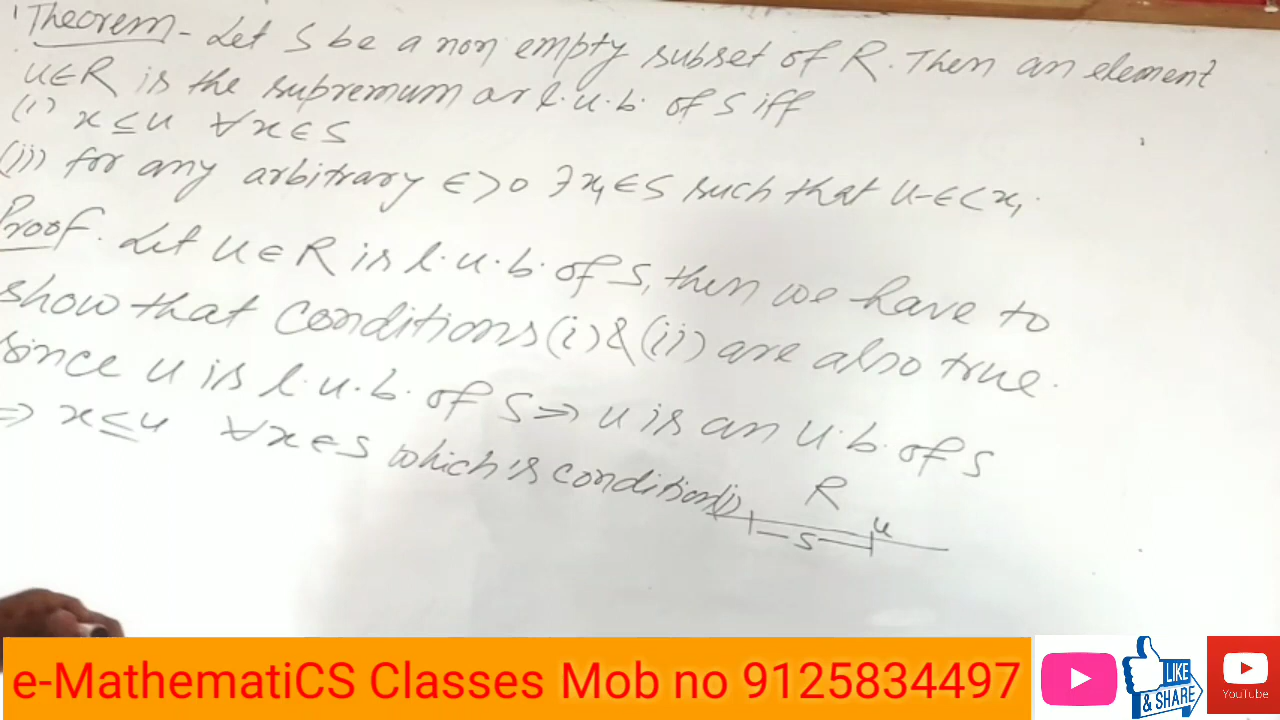 Theorem - Let S be a non empty subset of R. Then an element
u∈R is the supremum or l.u.b. of S iff
(i) x≤u ∀x∈S
(ii) for any arbitrary ϵ>0 ∃x₁∈S such that u-ϵ<x₁.
Proof. Let u∈R is l.u.b. of S, then we have to
show that conditions (i) & (ii) are also true.
since u is l.u.b. of S ⇒ u is an u.b. of S
⇒ x≤u ∀x∈S which is condition(i)
R
u
S
e-MathematiCS Classes Mob no 9125834497
LIKE
& SHARE
YouTube